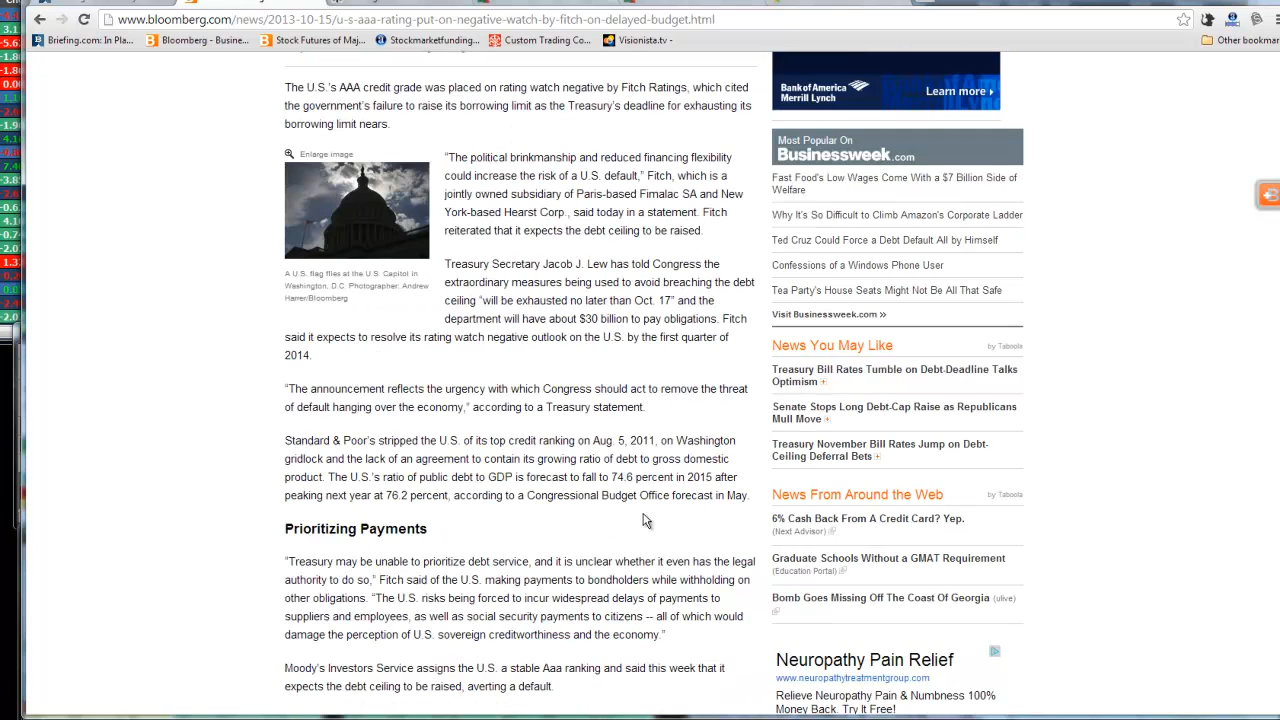 www.bloomberg.com/news/2013-10-15/u-s-aaa-rating-put-on-negative-watch-by-fitch-on-delayed-budget.html
Briefing.com: In Pla...
Bloomberg - Busine...
Stock Futures of Maj...
Stockmarketfunding...
Custom Trading Co...
Visionista.tv -
Other bookmar
The U.S.'s AAA credit grade was placed on rating watch negative by Fitch Ratings, which cited
the government's failure to raise its borrowing limit as the Treasury's deadline for exhausting its
borrowing limit nears.
Enlarge image
A U.S. flag flies at the U.S. Capitol in
Washington, D.C. Photographer: Andrew
Harrer/Bloomberg
“The political brinkmanship and reduced financing flexibility
could increase the risk of a U.S. default,” Fitch, which is a
jointly owned subsidiary of Paris-based Fimalac SA and New
York-based Hearst Corp., said today in a statement. Fitch
reiterated that it expects the debt ceiling to be raised.
Treasury Secretary Jacob J. Lew has told Congress the
extraordinary measures being used to avoid breaching the debt
ceiling “will be exhausted no later than Oct. 17” and the
department will have about $30 billion to pay obligations. Fitch
said it expects to resolve its rating watch negative outlook on the U.S. by the first quarter of
2014.
“The announcement reflects the urgency with which Congress should act to remove the threat
of default hanging over the economy,” according to a Treasury statement.
Standard & Poor's stripped the U.S. of its top credit ranking on Aug. 5, 2011, on Washington
gridlock and the lack of an agreement to contain its growing ratio of debt to gross domestic
product. The U.S.'s ratio of public debt to GDP is forecast to fall to 74.6 percent in 2015 after
peaking next year at 76.2 percent, according to a Congressional Budget Office forecast in May.
Prioritizing Payments
“Treasury may be unable to prioritize debt service, and it is unclear whether it even has the legal
authority to do so,” Fitch said of the U.S. making payments to bondholders while withholding on
other obligations. “The U.S. risks being forced to incur widespread delays of payments to
suppliers and employees, as well as social security payments to citizens -- all of which would
damage the perception of U.S. sovereign creditworthiness and the economy.”
Moody's Investors Service assigns the U.S. a stable Aaa ranking and said this week that it
expects the debt ceiling to be raised, averting a default.
Bank of America
Merrill Lynch
Learn more
Most Popular On
Businessweek.com
Fast Food's Low Wages Come With a $7 Billion Side of
Welfare
Why It's So Difficult to Climb Amazon's Corporate Ladder
Ted Cruz Could Force a Debt Default All by Himself
Confessions of a Windows Phone User
Tea Party's House Seats Might Not Be All That Safe
Visit Businessweek.com »
News You May Like
by Taboola
Treasury Bill Rates Tumble on Debt-Deadline Talks
Optimism
Senate Stops Long Debt-Cap Raise as Republicans
Mull Move
Treasury November Bill Rates Jump on Debt-
Ceiling Deferral Bets
News From Around the Web
by Taboola
6% Cash Back From A Credit Card? Yep.
(Next Advisor)
Graduate Schools Without a GMAT Requirement
(Education Portal)
Bomb Goes Missing Off The Coast Of Georgia (ulive)
Neuropathy Pain Relief
www.neuropathytreatmentgroup.com
Relieve Neuropathy Pain & Numbness 100%
Money Back. Try It Free!